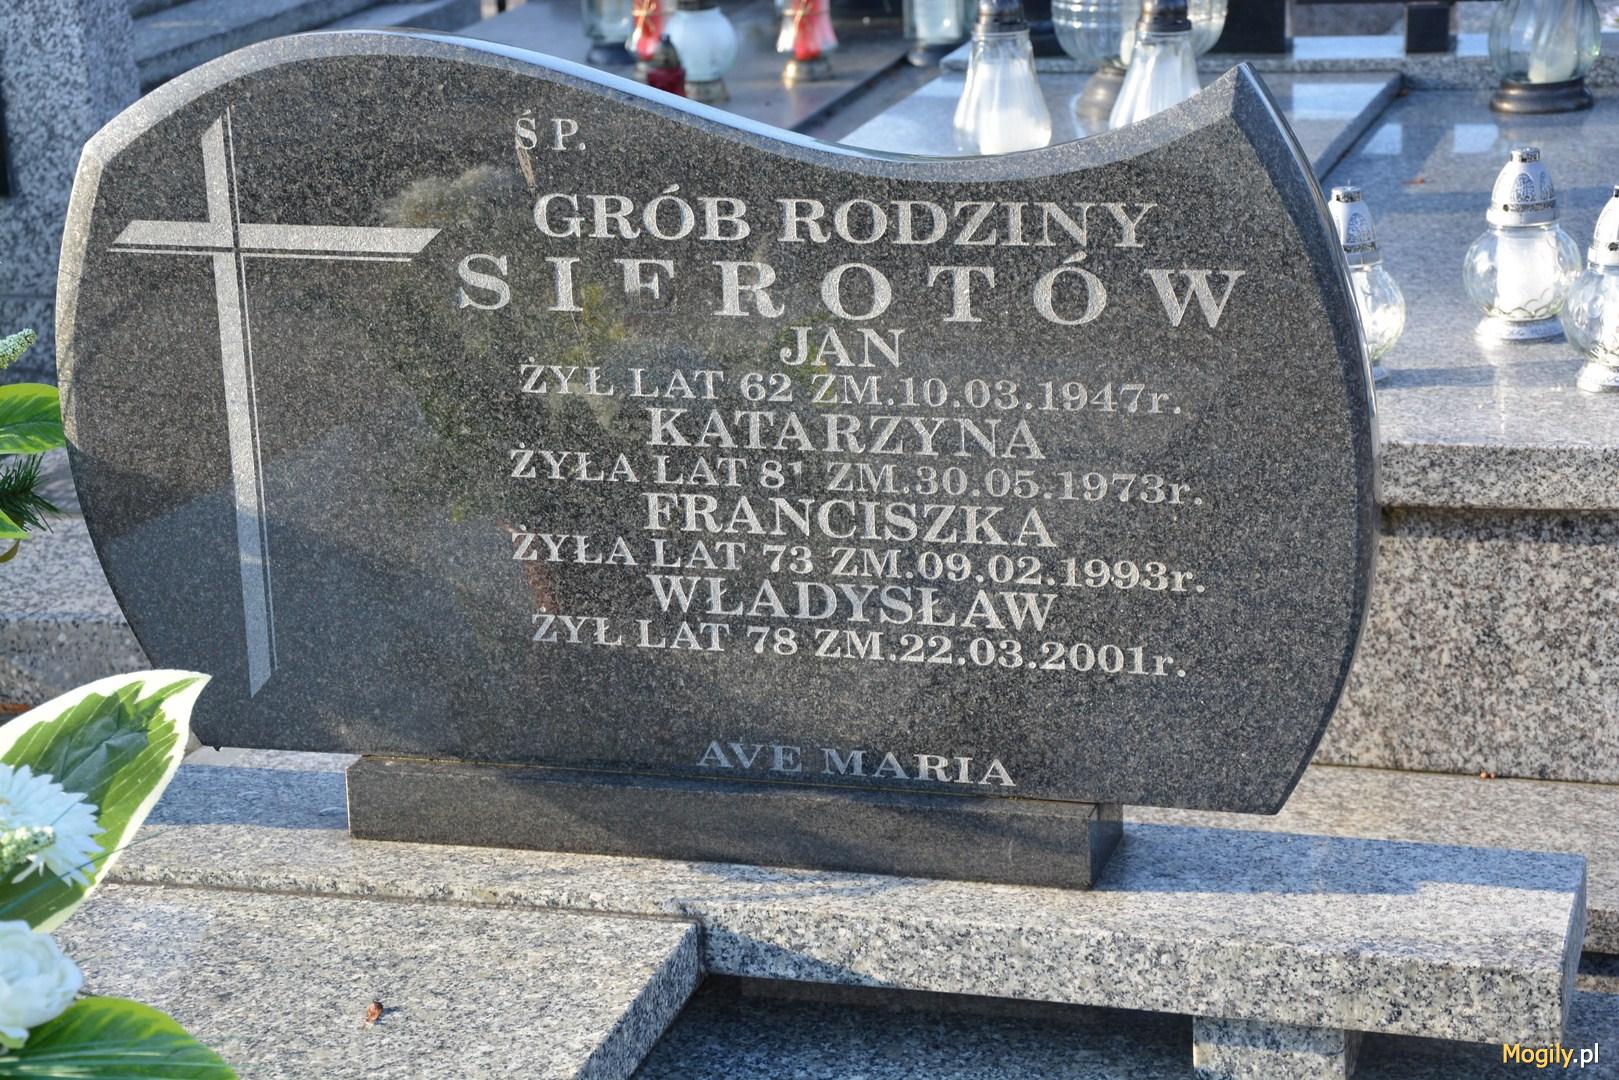 Ś P.
GRÓB RODZINY
SIEROTÓW
JAN
ŻYŁ LAT 62 ZM.10.03.1947r.
KATARZYNA
ŻYŁA LAT 81 ZM.30.05.1973r.
FRANCISZKA
ŻYŁA LAT 73 ZM.09.02.1993r.
WŁADYSŁAW
ŻYŁ LAT 78 ZM.22.03.2001r.
AVE MARIA
Mogily.pl